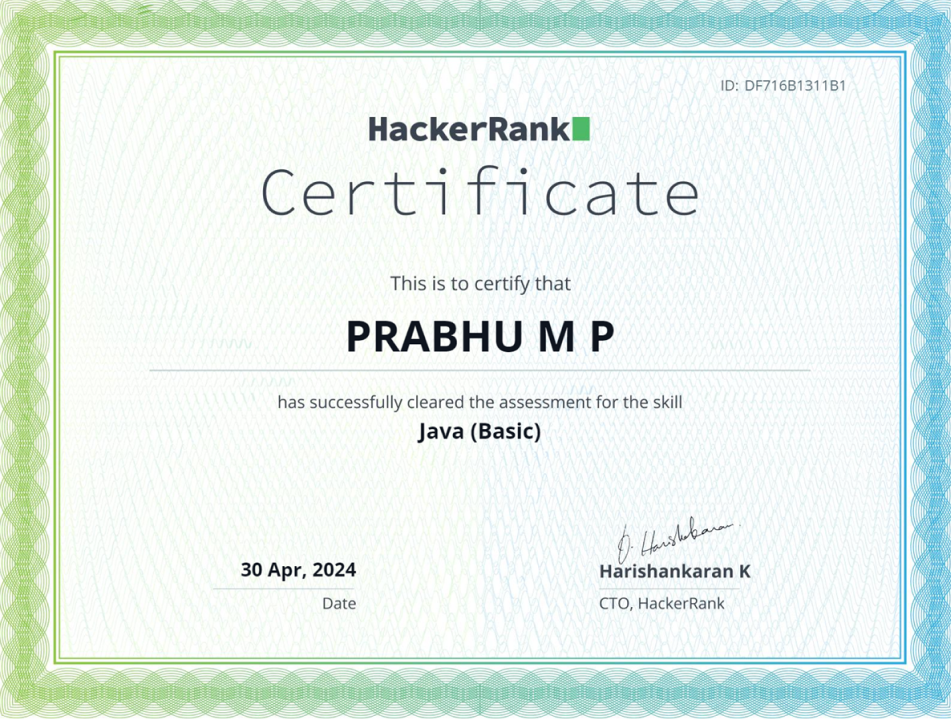 ID: DF716B1311B1
HackerRank
Certificate
This is to certify that
PRABHU M P
has successfully cleared the assessment for the skill
Java (Basic)
30 Apr, 2024
Date
Harishankaran K
CTO, HackerRank